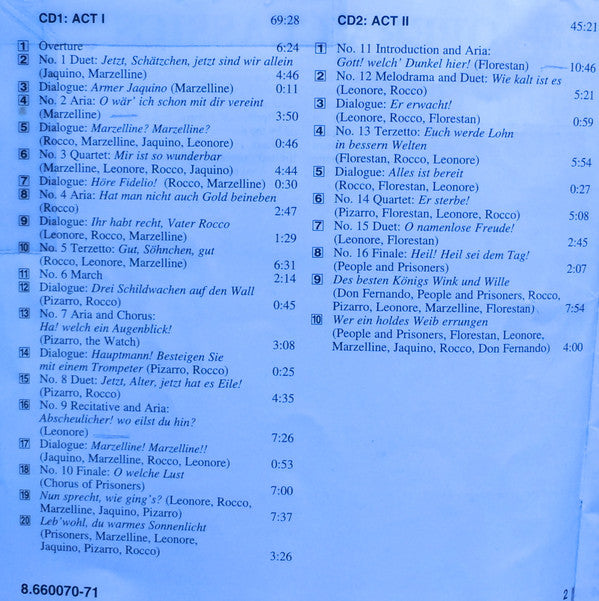 CD1: ACT I 69:28
1 Overture 6:24
2 No. 1 Duet: Jetzt, Schätzchen, jetzt sind wir allein
(Jaquino, Marzelline) 4:46
3 Dialogue: Armer Jaquino (Marzelline) 0:11
4 No. 2 Aria: O wär' ich schon mit dir vereint
(Marzelline) 3:50
5 Dialogue: Marzelline? Marzelline?
(Rocco, Marzelline, Jaquino, Leonore) 0:46
6 No. 3 Quartet: Mir ist so wunderbar
(Marzelline, Leonore, Rocco, Jaquino) 4:44
7 Dialogue: Höre Fidelio! (Rocco, Marzelline) 0:30
8 No. 4 Aria: Hat man nicht auch Gold beineben
(Rocco) 2:47
9 Dialogue: Ihr habt recht, Vater Rocco
(Leonore, Rocco, Marzelline) 1:29
10 No. 5 Terzetto: Gut, Söhnchen, gut
(Rocco, Leonore, Marzelline) 6:31
11 No. 6 March 2:14
12 Dialogue: Drei Schildwachen auf den Wall
(Pizarro, Rocco) 0:45
13 No. 7 Aria and Chorus:
Ha! welch ein Augenblick!
(Pizarro, the Watch) 3:08
14 Dialogue: Hauptmann! Besteigen Sie
mit einem Trompeter (Pizarro, Rocco) 0:25
15 No. 8 Duet: Jetzt, Alter, jetzt hat es Eile!
(Pizarro, Rocco) 4:35
16 No. 9 Recitative and Aria:
Abscheulicher! wo eilst du hin?
(Leonore) 7:26
17 Dialogue: Marzelline! Marzelline!!
(Jaquino, Marzelline, Rocco, Leonore) 0:53
18 No. 10 Finale: O welche Lust
(Chorus of Prisoners) 7:00
19 Nun sprecht, wie ging's? (Leonore, Rocco,
Marzelline, Jaquino, Pizarro) 7:37
20 Leb'wohl, du warmes Sonnenlicht
(Prisoners, Marzelline, Leonore,
Jaquino, Pizarro, Rocco) 3:26
8.660070-71
CD2: ACT II 45:21
1 No. 11 Introduction and Aria:
Gott! welch' Dunkel hier! (Florestan) 10:46
2 No. 12 Melodrama and Duet: Wie kalt ist es
(Leonore, Rocco) 5:21
3 Dialogue: Er erwacht!
(Leonore, Rocco, Florestan) 0:59
4 No. 13 Terzetto: Euch werde Lohn
in bessern Welten
(Florestan, Rocco, Leonore) 5:54
5 Dialogue: Alles ist bereit
(Rocco, Florestan, Leonore) 0:27
6 No. 14 Quartet: Er sterbe!
(Pizarro, Florestan, Leonore, Rocco) 5:08
7 No. 15 Duet: O namenlose Freude!
(Leonore, Florestan) 2:45
8 No. 16 Finale: Heil! Heil sei dem Tag!
(People and Prisoners) 2:07
9 Des besten Königs Wink und Wille
(Don Fernando, People and Prisoners, Rocco,
Pizarro, Leonore, Marzelline, Florestan) 7:54
10 Wer ein holdes Weib errungen
(People and Prisoners, Florestan, Leonore,
Marzelline, Jaquino, Rocco, Don Fernando) 4:00
2